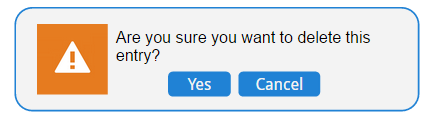 Are you sure you want to delete this
entry?
Yes Cancel